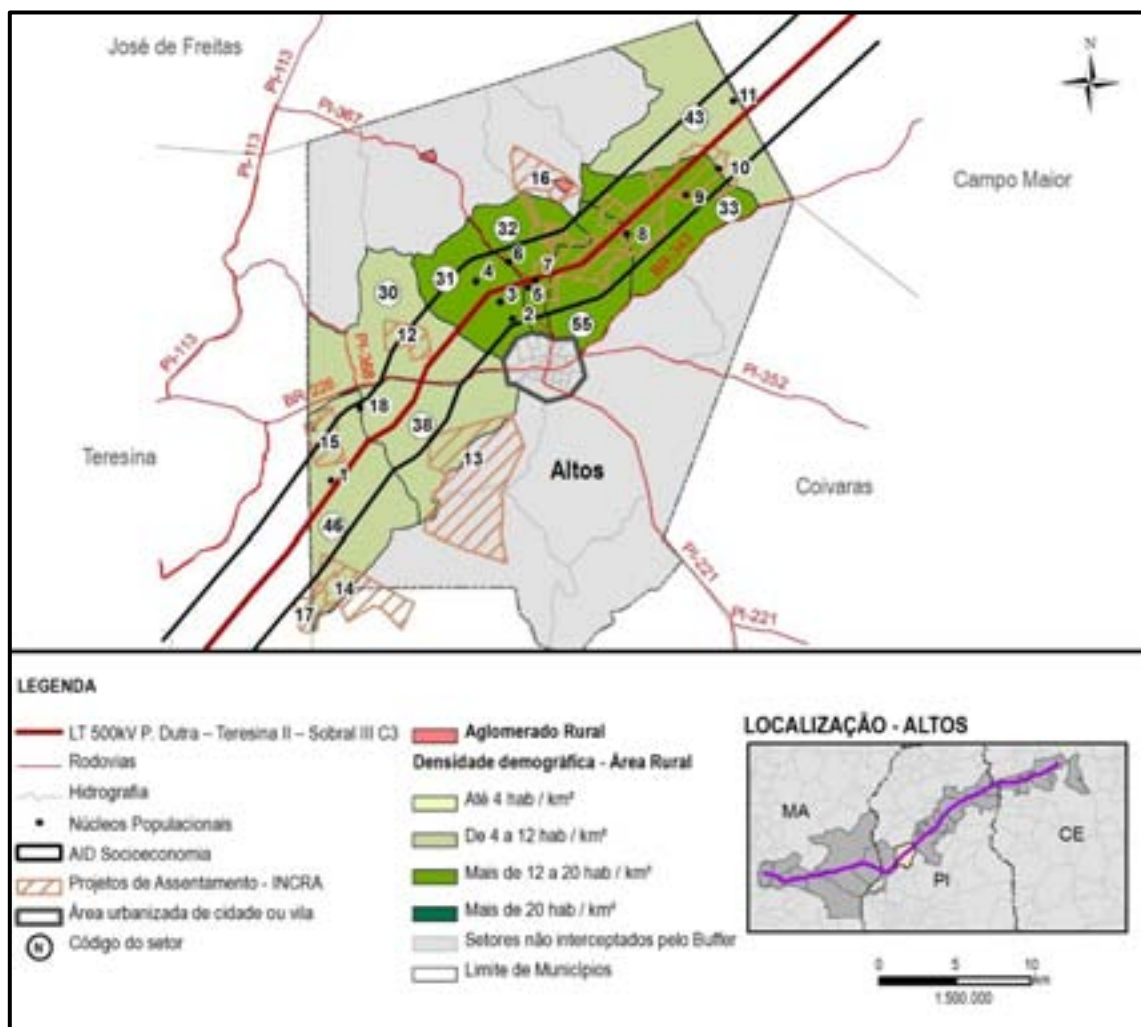 José de Freitas
N
PI-113
PI-367
11
43
16
10
Campo Maior
PI-113
9
33
32
8
6
BR-343
31
4
7
30
3
5
2
55
12
PI-113
PI-368
PI-352
BR-226
18
38
15
13
Teresina
1
Altos
Coivaras
46
PI-221
14
17
PI-221
LEGENDA
LT 500kV P. Dutra – Teresina II – Sobral III C3
Rodovias
Hidrografia
Núcleos Populacionais
AID Socioeconomia
Projetos de Assentamento - INCRA
Área urbanizada de cidade ou vila
N Código do setor
Aglomerado Rural
Densidade demográfica - Área Rural
Até 4 hab / km²
De 4 a 12 hab / km²
Mais de 12 a 20 hab / km²
Mais de 20 hab / km²
Setores não interceptados pelo Buffer
Limite de Municípios
LOCALIZAÇÃO - ALTOS
MA
CE
PI
0 5 10
km
1:500.000